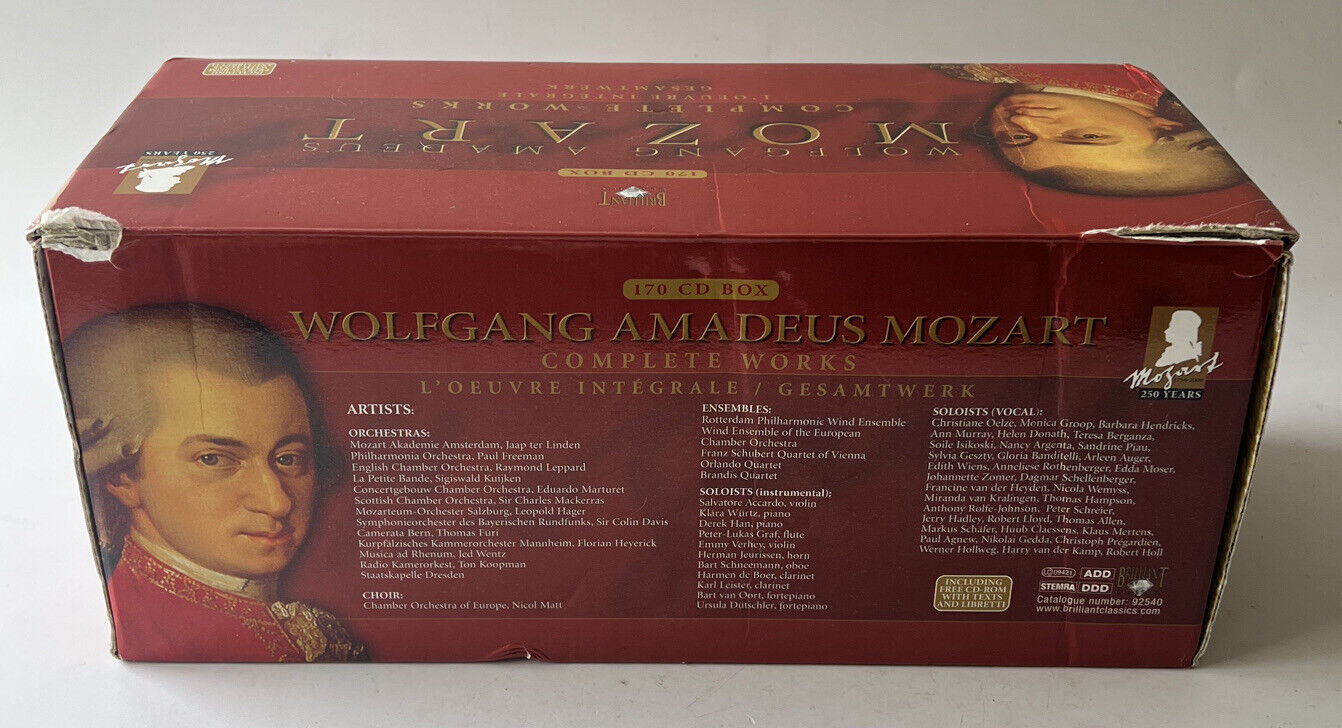 L'OEUVRE INTEGRALE
GESAMTWERK
COMPLETE WORKS
MOZART
WOLFGANG AMADEUS
170 CD BOX
BRILLIANT
Mozart
250 YEARS
170 CD BOX
WOLFGANG AMADEUS MOZART
COMPLETE WORKS
L'OEUVRE INTÉGRALE / GESAMTWERK
Mozart
250 YEARS
ARTISTS:
ORCHESTRAS:
Mozart Akademie Amsterdam, Jaap ter Linden
Philharmonia Orchestra, Paul Freeman
English Chamber Orchestra, Raymond Leppard
La Petite Bande, Sigiswald Kuijken
Concertgebouw Chamber Orchestra, Eduardo Marturet
Scottish Chamber Orchestra, Sir Charles Mackerras
Mozarteum-Orchester Salzburg, Leopold Hager
Symphonieorchester des Bayerischen Rundfunks, Sir Colin Davis
Camerata Bern, Thomas Füri
Kurpfälzisches Kammerorchester Mannheim, Florian Heyerick
Musica ad Rhenum, Jed Wentz
Radio Kamerorkest, Ton Koopman
Staatskapelle Dresden
CHOIR:
Chamber Orchestra of Europe, Nicol Matt
ENSEMBLES:
Rotterdam Philharmonic Wind Ensemble
Wind Ensemble of the European
Chamber Orchestra
Franz Schubert Quartet of Vienna
Orlando Quartet
Brandis Quartet
SOLOISTS (instrumental):
Salvatore Accardo, violin
Klára Würtz, piano
Derek Han, piano
Peter-Lukas Graf, flute
Emmy Verhey, violin
Herman Jeurissen, horn
Bart Schneemann, oboe
Harmen de Boer, clarinet
Karl Leister, clarinet
Bart van Oort, fortepiano
Ursula Dütschler, fortepiano
SOLOISTS (VOCAL):
Christiane Oelze, Monica Groop, Barbara Hendricks,
Ann Murray, Helen Donath, Teresa Berganza,
Soile Isikoski, Nancy Argenta, Sandrine Piau,
Sylvia Geszty, Gloria Banditelli, Arleen Auger,
Edith Wiens, Anneliese Rothenberger, Edda Moser,
Johannette Zomer, Dagmar Schellenberger,
Francine van der Heyden, Nicola Wemyss,
Miranda van Kralingen, Thomas Hampson,
Anthony Rolfe-Johnson, Peter Schreier,
Jerry Hadley, Robert Lloyd, Thomas Allen,
Markus Schäfer, Huub Claessens, Klaus Mertens,
Paul Agnew, Nikolai Gedda, Christoph Prégardien,
Werner Hollweg, Harry van der Kamp, Robert Holl
INCLUDING
FREE CD-ROM
WITH TEXTS
AND LIBRETTI
LC 09421 ADD
STEMRA DDD
BRILLIANT
Catalogue number: 92540
www.brilliantclassics.com